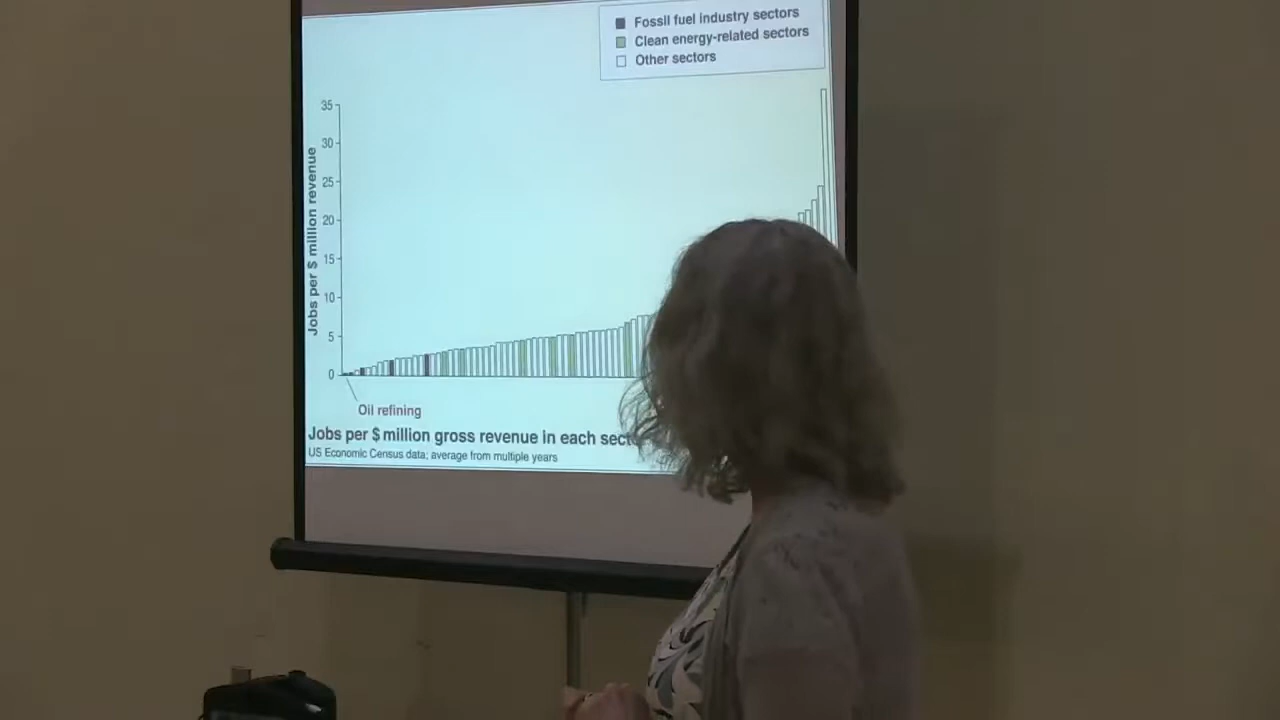 Fossil fuel industry sectors
Clean energy-related sectors
Other sectors
35
30
25
20
15
10
5
0
Jobs per $ million revenue
Oil refining
Jobs per $ million gross revenue in each
US Economic Census data; average from multiple years